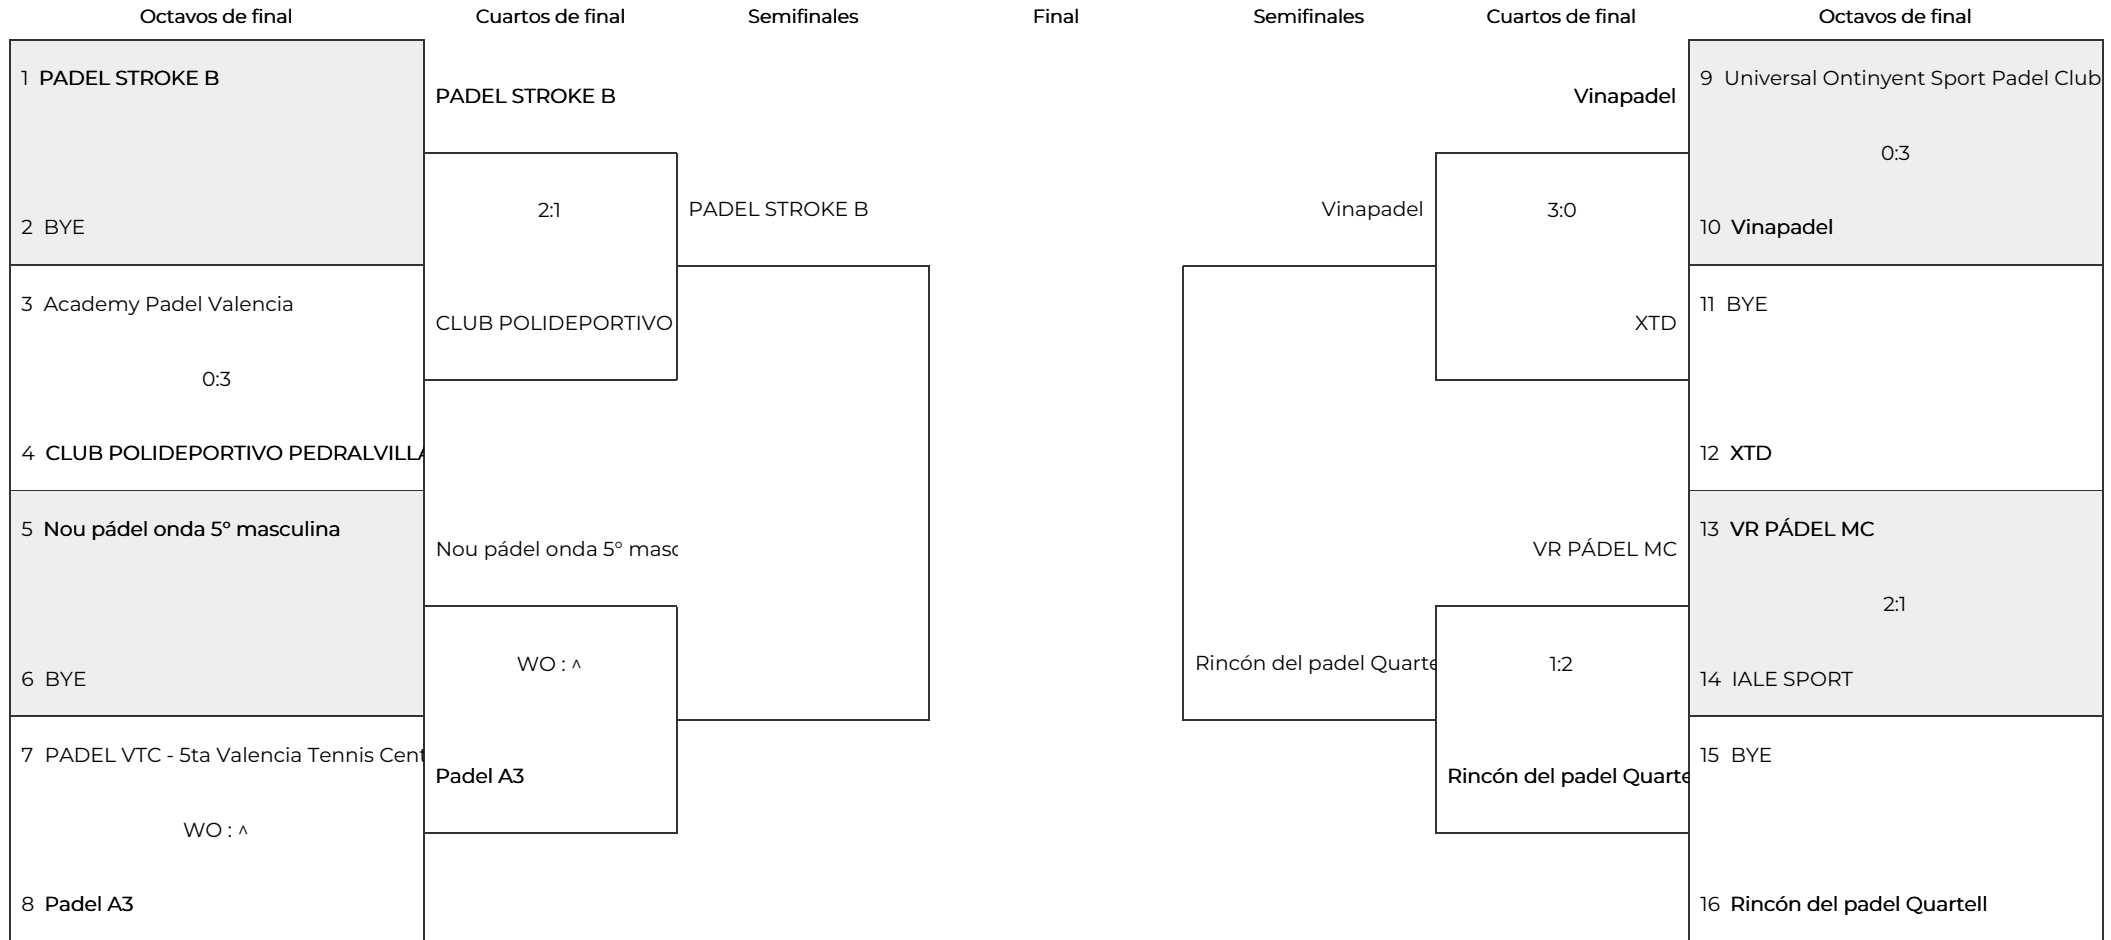 Octavos de final
Cuartos de final
Semifinales
Final
Semifinales
Cuartos de final
Octavos de final
1 PADEL STROKE B
2 BYE
3 Academy Padel Valencia
0:3
4 CLUB POLIDEPORTIVO PEDRALVILLA
5 Nou pádel onda 5º masculina
6 BYE
7 PADEL VTC - 5ta Valencia Tennis Cent
WO : ^
8 Padel A3
PADEL STROKE B
2:1
CLUB POLIDEPORTIVO
Nou pádel onda 5º masc
WO : ^
Padel A3
PADEL STROKE B
Vinapadel
Rincón del padel Quarte
Vinapadel
3:0
XTD
VR PÁDEL MC
1:2
Rincón del padel Quarte
9 Universal Ontinyent Sport Padel Club
0:3
10 Vinapadel
11 BYE
12 XTD
13 VR PÁDEL MC
2:1
14 IALE SPORT
15 BYE
16 Rincón del padel Quartell